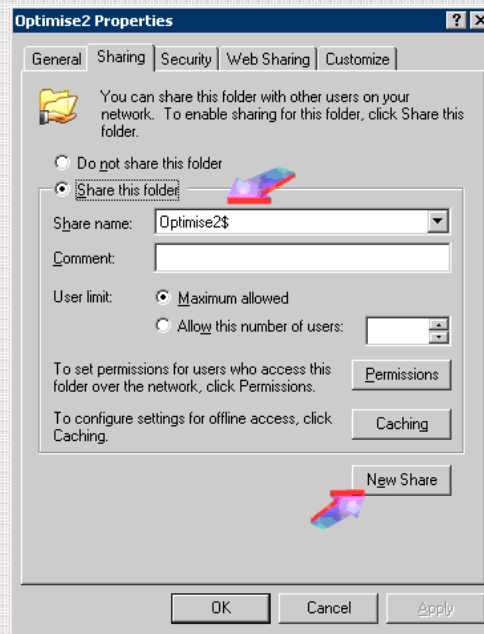 Optimise2 Properties
General Sharing Security Web Sharing Customize
You can share this folder with other users on your
network. To enable sharing for this folder, click Share this
folder.
Do not share this folder
Share this folder
Share name: Optimise2$
Comment:
User limit: Maximum allowed
Allow this number of users:
To set permissions for users who access this
folder over the network, click Permissions.
Permissions
To configure settings for offline access, click
Caching.
Caching
New Share
OK Cancel Apply